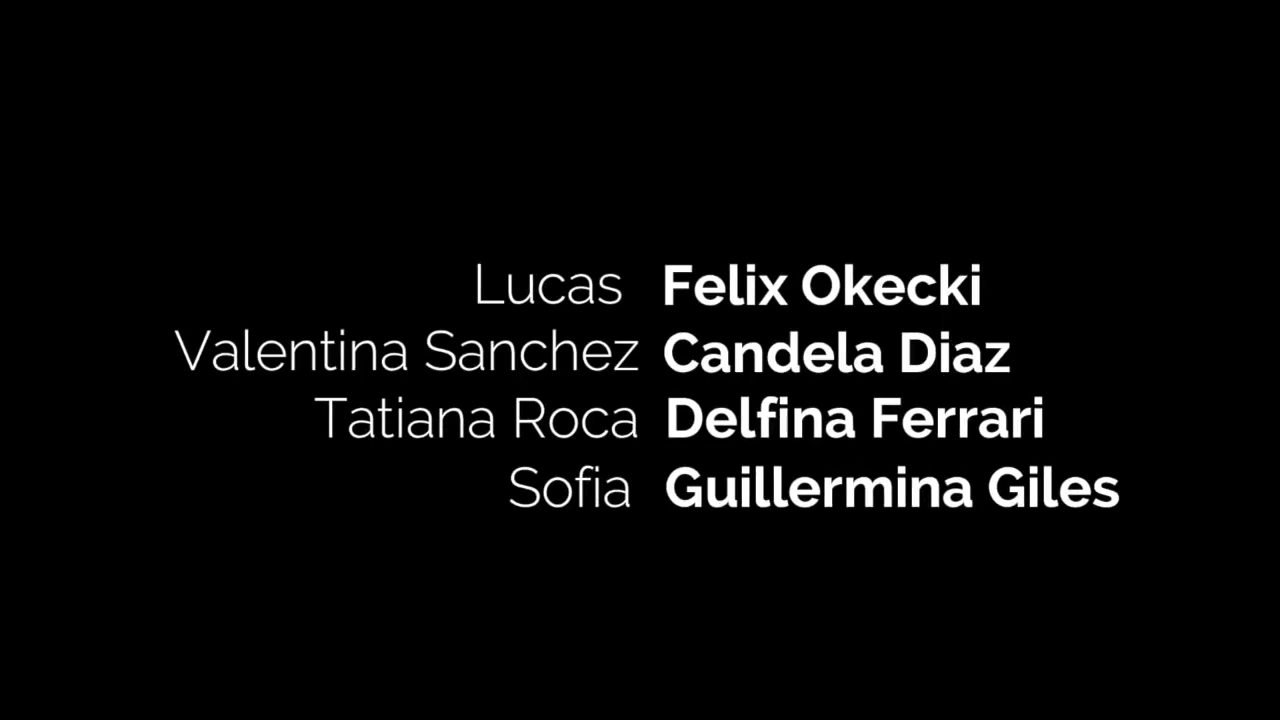 Lucas Felix Okecki
Valentina Sanchez Candela Diaz
Tatiana Roca Delfina Ferrari
Sofia Guillermina Giles